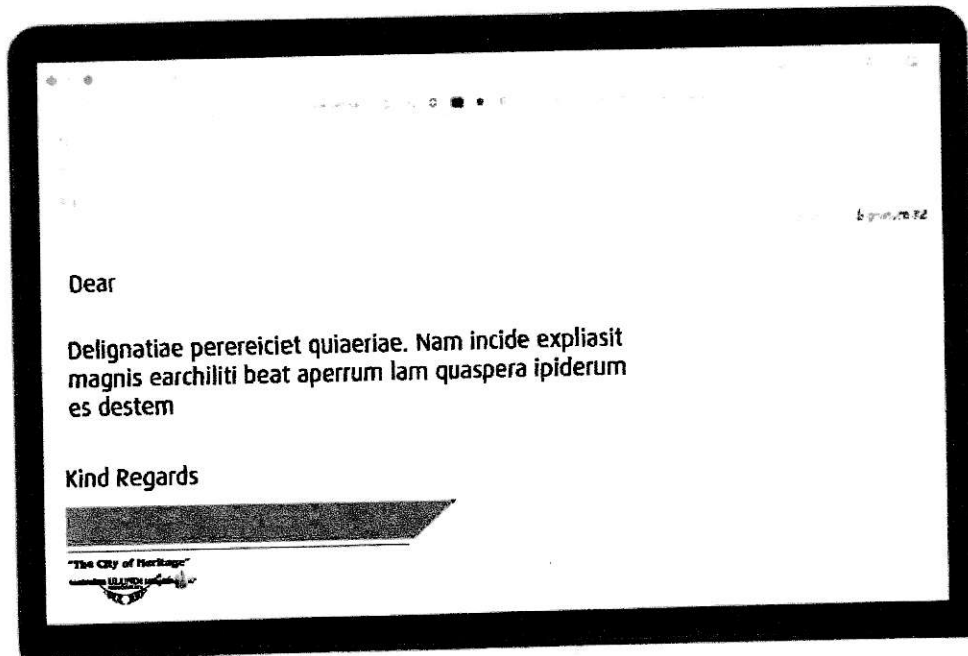 Dear
Delignatiae perereiciet quiaeriae. Nam incide expliasit
magnis earchiliti beat aperrum lam quaspera ipiderum
es destem
Kind Regards
"The City of Heritage"
ULUNDI